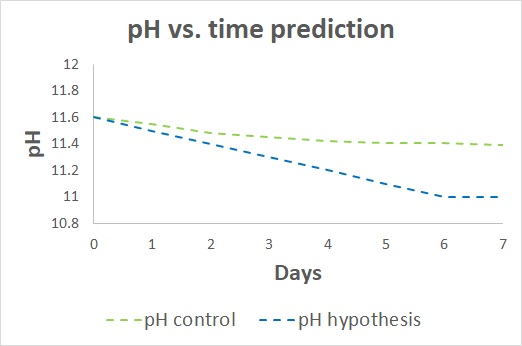 pH vs. time prediction
12
11.8
11.6
11.4
11.2
11
10.8
pH
0 1 2 3 4 5 6 7
Days
pH control pH hypothesis